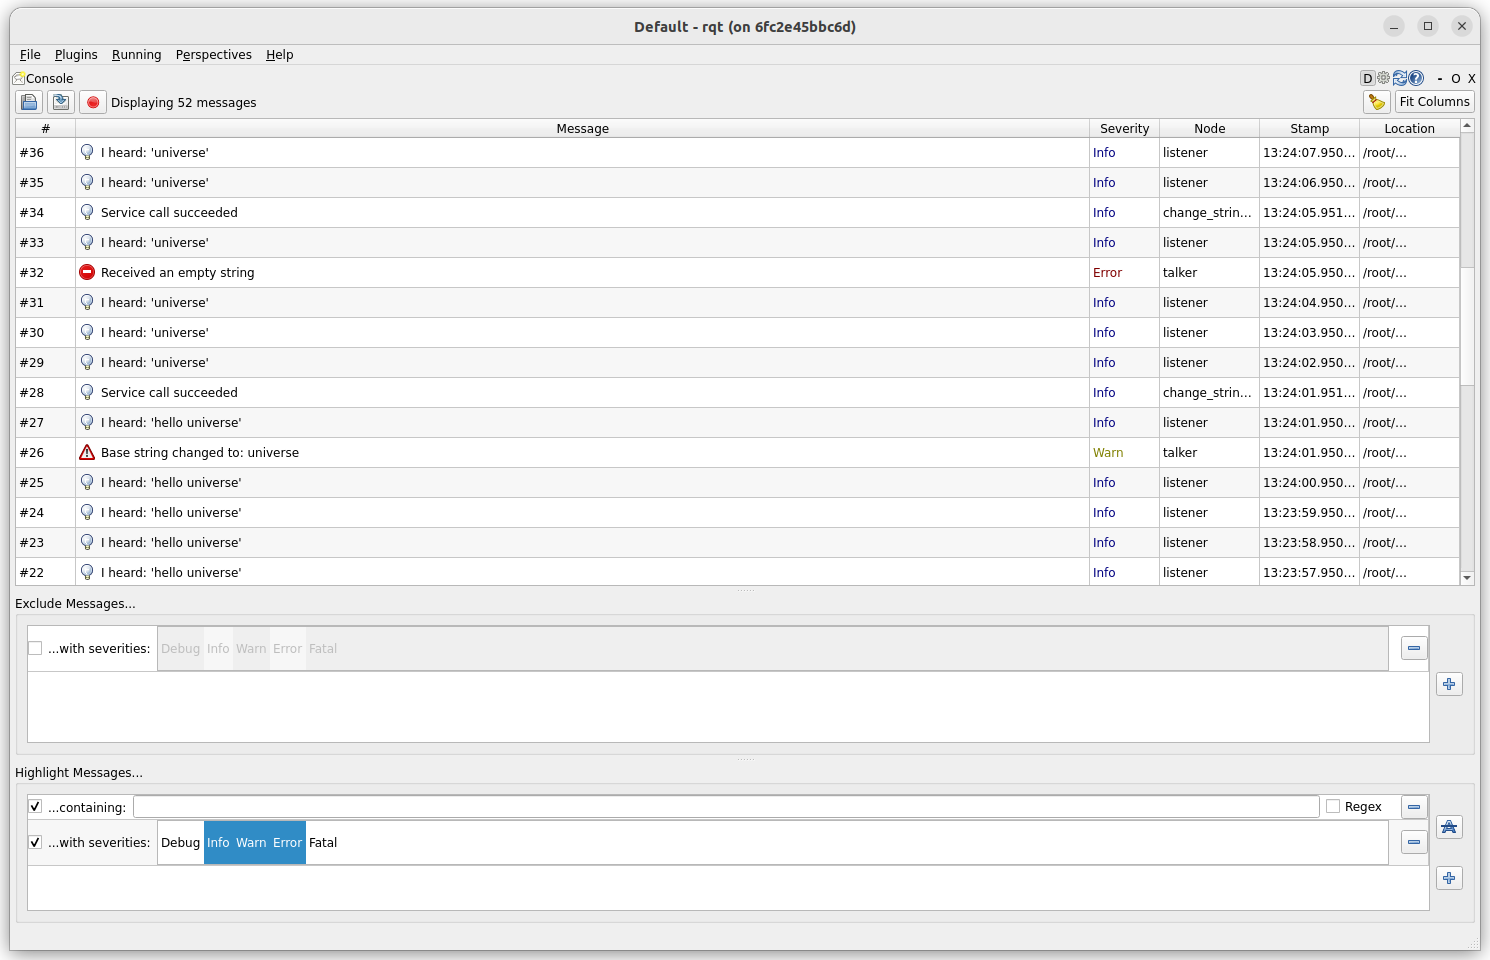 Default - rqt (on 6fc2e45bbc6d)
File Plugins Running Perspectives Help
Console D - O X
Displaying 52 messages Fit Columns
# Message Severity Node Stamp Location
#36 I heard: 'universe' Info listener 13:24:07.950... /root/...
#35 I heard: 'universe' Info listener 13:24:06.950... /root/...
#34 Service call succeeded Info change_strin... 13:24:05.951... /root/...
#33 I heard: 'universe' Info listener 13:24:05.950... /root/...
#32 Received an empty string Error talker 13:24:05.950... /root/...
#31 I heard: 'universe' Info listener 13:24:04.950... /root/...
#30 I heard: 'universe' Info listener 13:24:03.950... /root/...
#29 I heard: 'universe' Info listener 13:24:02.950... /root/...
#28 Service call succeeded Info change_strin... 13:24:01.951... /root/...
#27 I heard: 'hello universe' Info listener 13:24:01.950... /root/...
#26 Base string changed to: universe Warn talker 13:24:01.950... /root/...
#25 I heard: 'hello universe' Info listener 13:24:00.950... /root/...
#24 I heard: 'hello universe' Info listener 13:23:59.950... /root/...
#23 I heard: 'hello universe' Info listener 13:23:58.950... /root/...
#22 I heard: 'hello universe' Info listener 13:23:57.950... /root/...
Exclude Messages...
...with severities: Debug Info Warn Error Fatal
Highlight Messages...
...containing: Regex
...with severities: Debug Info Warn Error Fatal